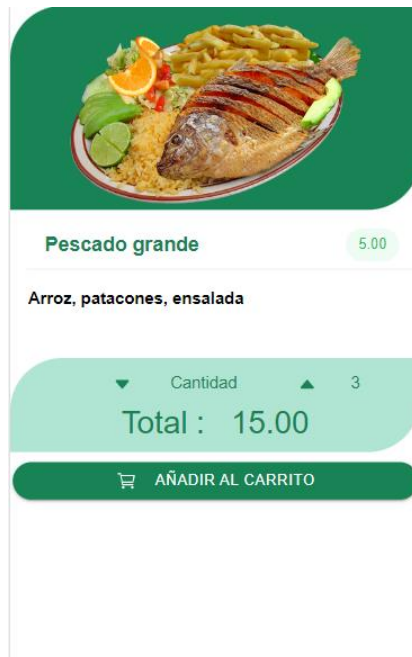 Pescado grande 5.00
Arroz, patacones, ensalada
Cantidad 3
Total : 15.00
AÑADIR AL CARRITO